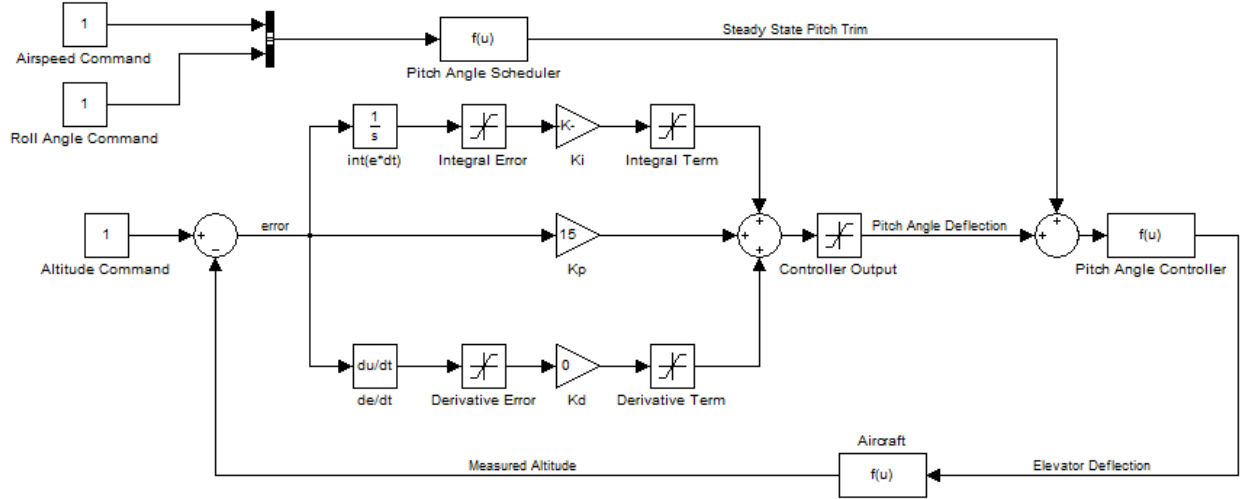 1
Airspeed Command
f(u)
Pitch Angle Scheduler
Steady State Pitch Trim
1
Roll Angle Command
1
s
int(e*dt)
Integral Error
K-
Ki
Integral Term
1
Altitude Command
+
−
error
15
Kp
+
+
+
Controller Output
Pitch Angle Deflection
+
+
f(u)
Pitch Angle Controller
du/dt
de/dt
Derivative Error
0
Kd
Derivative Term
Aircraft
f(u)
Measured Altitude
Elevator Deflection